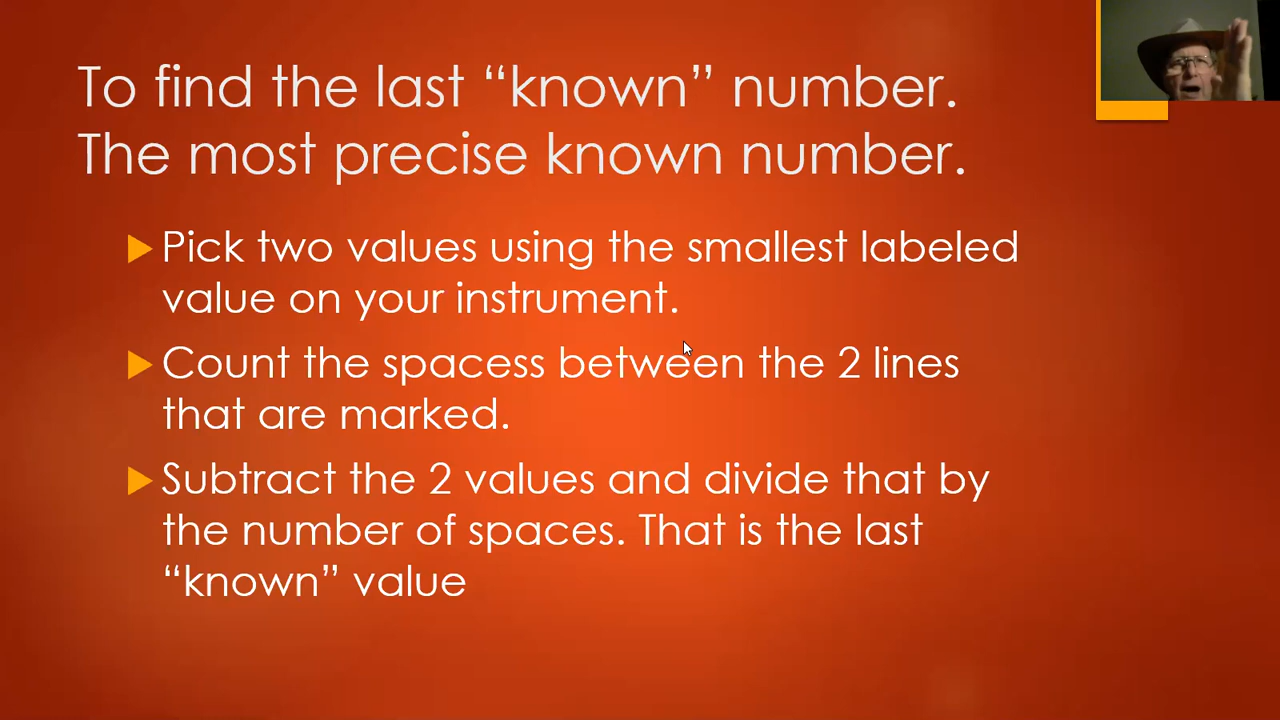 To find the last “known” number.
The most precise known number.
Pick two values using the smallest labeled
value on your instrument.
Count the spacess between the 2 lines
that are marked.
Subtract the 2 values and divide that by
the number of spaces. That is the last
“known” value